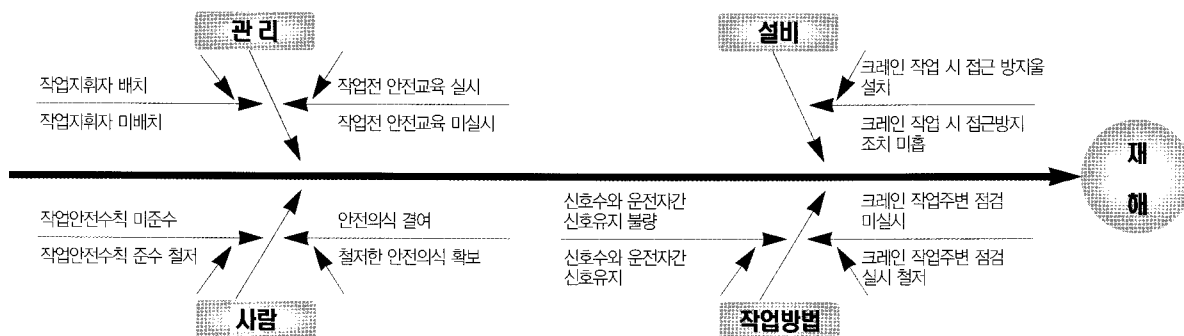 관 리
설비
작업지휘자 배치
작업전 안전교육 실시
크레인 작업 시 접근 방지울
설치
작업지휘자 미배치
작업전 안전교육 미실시
크레인 작업 시 접근방지
조치 미흡
재
해
작업안전수칙 미준수
안전의식 결여
신호수와 운전자간
신호유지 불량
크레인 작업주변 점검
미실시
작업안전수칙 준수 철저
철저한 안전의식 확보
신호수와 운전자간
신호유지
크레인 작업주변 점검
실시 철저
사람
작업방법